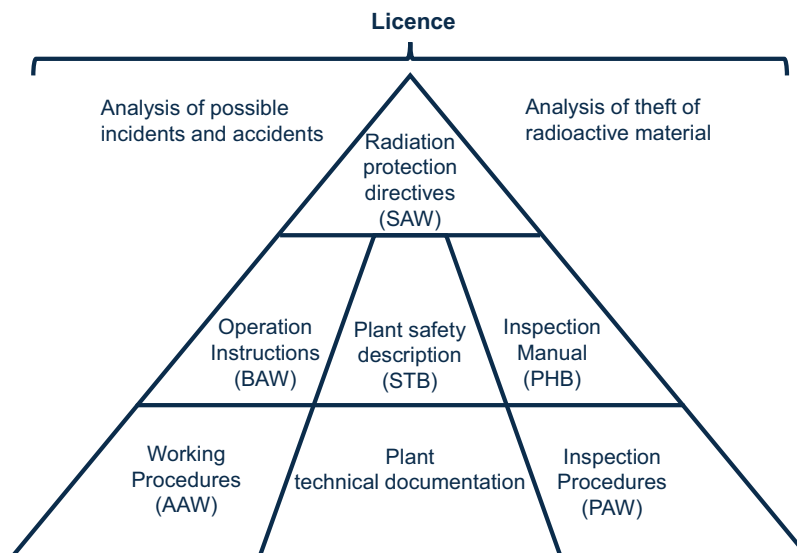 Licence
Analysis of possible
incidents and accidents
Analysis of theft of
radioactive material
Radiation
protection
directives
(SAW)
Operation
Instructions
(BAW)
Plant safety
description
(STB)
Inspection
Manual
(PHB)
Working
Procedures
(AAW)
Plant
technical documentation
Inspection
Procedures
(PAW)